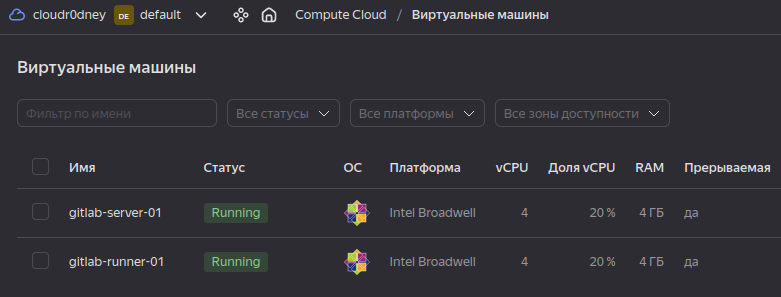 cloudr0dney DE default Compute Cloud / Виртуальные машины
Виртуальные машины
Фильтр по имени Все статусы Все платформы Все зоны доступности
Имя Статус ОС Платформа vCPU Доля vCPU RAM Прерываемая
gitlab-server-01 Running Intel Broadwell 4 20 % 4 ГБ да
gitlab-runner-01 Running Intel Broadwell 4 20 % 4 ГБ да